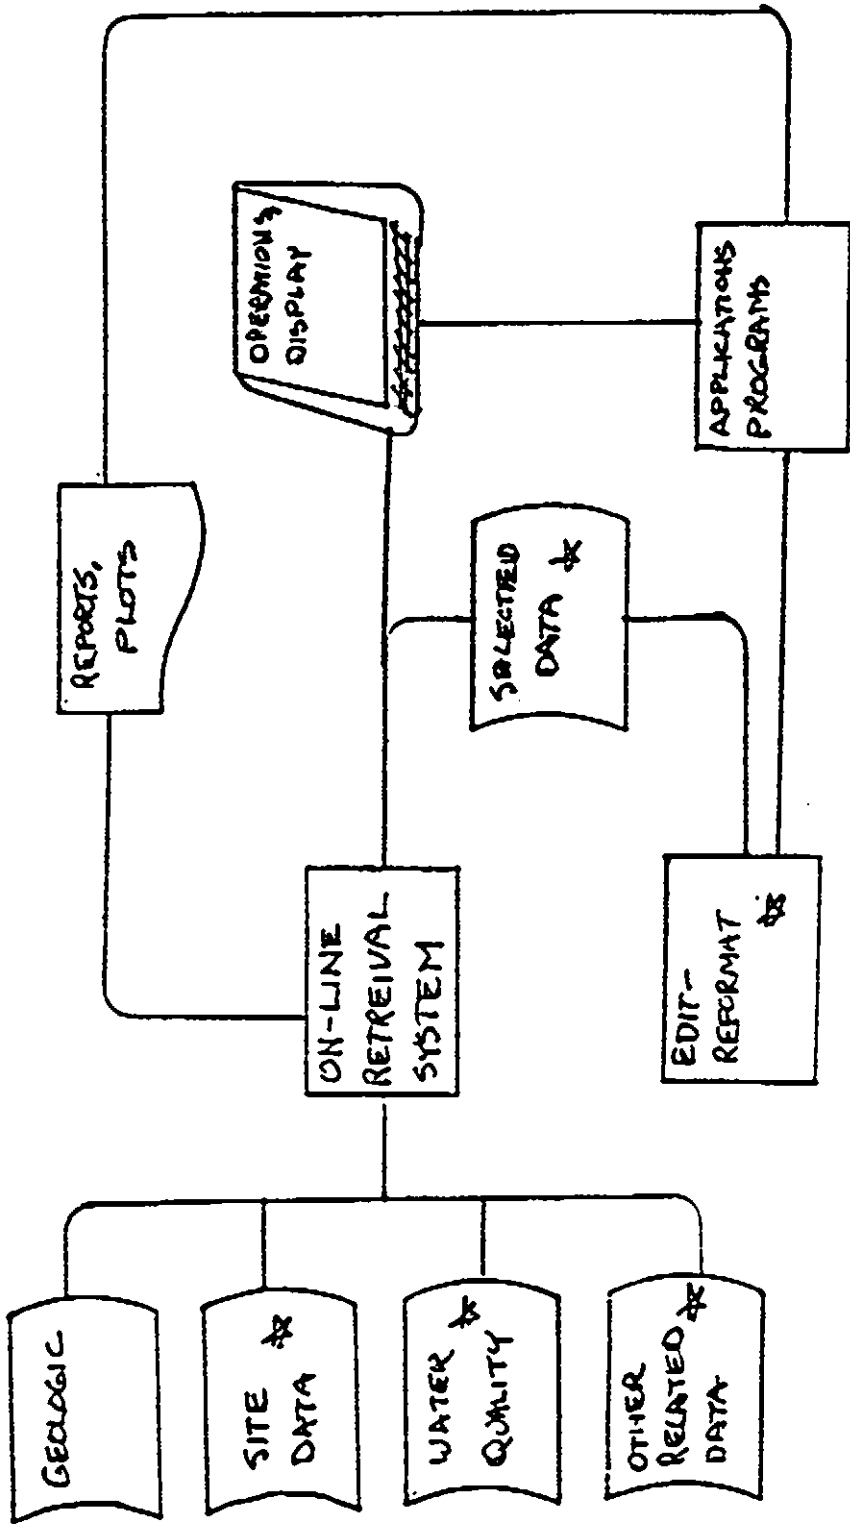 GEOLOGIC
SITE
DATA ☆
WATER ☆
QUALITY
OTHER
RELATED ☆
DATA
ON-LINE
RETREIVAL
SYSTEM
REPORTS,
PLOTS
OPERATIONS
DISPLAY
SELECTED
DATA ☆
EDIT-
REFORMAT
☆
APPLICATIONS
PROGRAMS